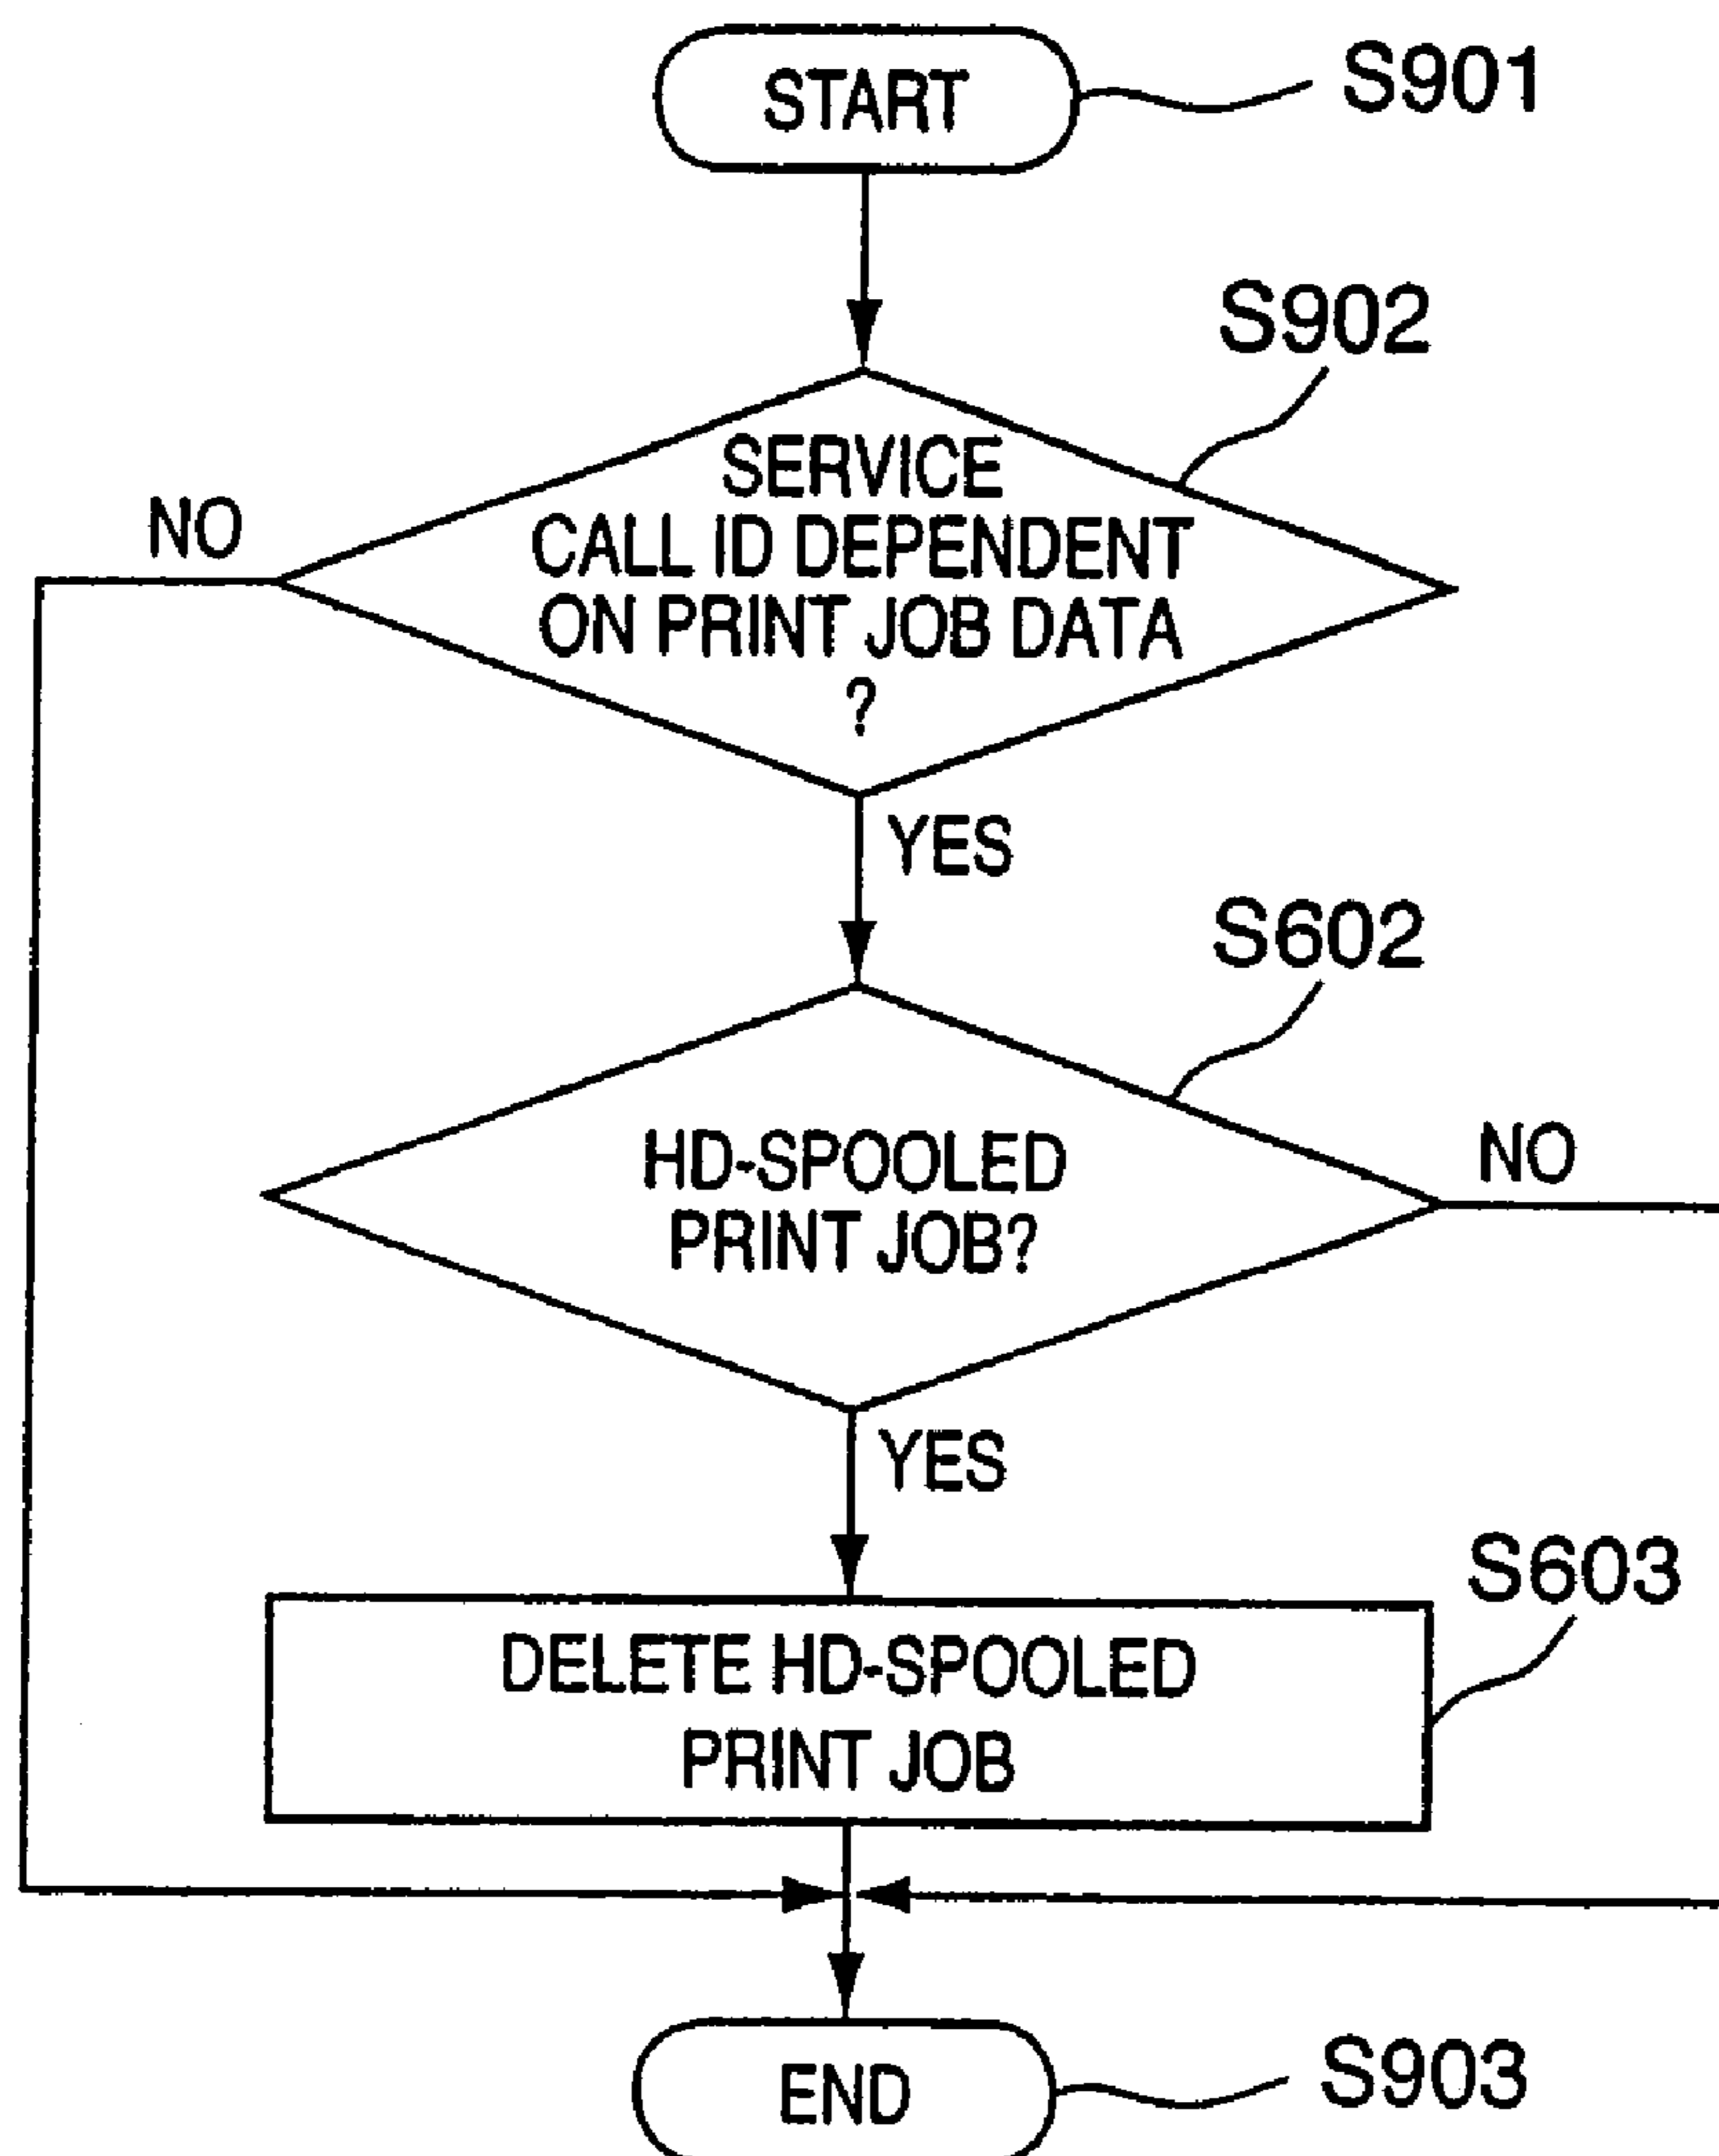 START
S901
S902
SERVICE
CALL ID DEPENDENT
ON PRINT JOB DATA
?
NO
YES
S602
HD-SPOOLED
PRINT JOB?
NO
YES
S603
DELETE HD-SPOOLED
PRINT JOB
END
S903